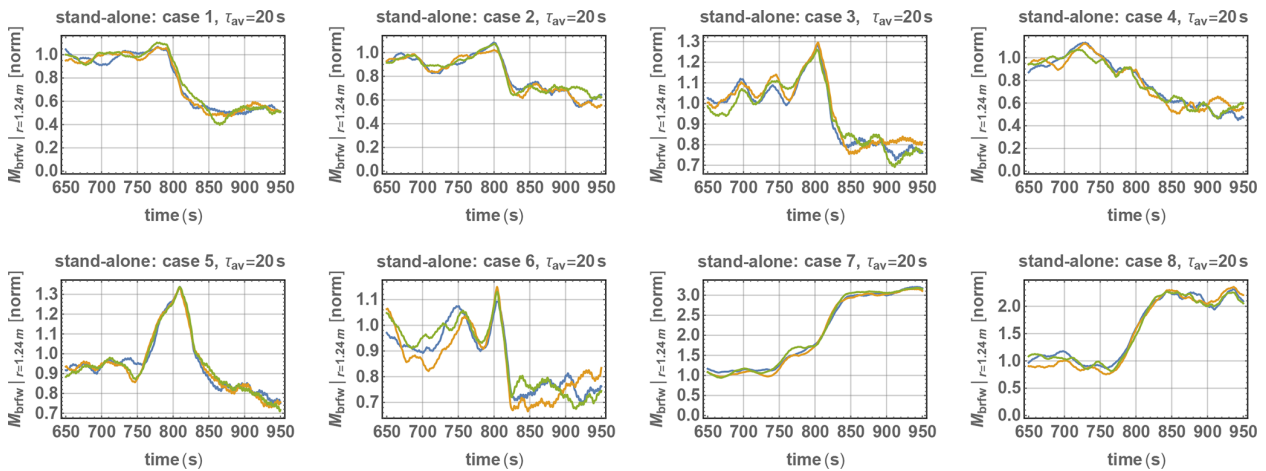 stand-alone: case 1, τav=20 s
stand-alone: case 2, τav=20 s
stand-alone: case 3, τav=20 s
stand-alone: case 4, τav=20 s
Mbrfw | r=1.24 m [norm]
1.0
0.8
0.6
0.4
0.2
0.0
650 700 750 800 850 900 950
time (s)
Mbrfw | r=1.24 m [norm]
1.0
0.8
0.6
0.4
0.2
0.0
650 700 750 800 850 900 950
time (s)
Mbrfw | r=1.24 m [norm]
1.3
1.2
1.1
1.0
0.9
0.8
0.7
650 700 750 800 850 900 950
time (s)
Mbrfw | r=1.24 m [norm]
1.0
0.8
0.6
0.4
0.2
0.0
650 700 750 800 850 900 950
time (s)
stand-alone: case 5, τav=20 s
stand-alone: case 6, τav=20 s
stand-alone: case 7, τav=20 s
stand-alone: case 8, τav=20 s
Mbrfw | r=1.24 m [norm]
1.3
1.2
1.1
1.0
0.9
0.8
0.7
650 700 750 800 850 900 950
time (s)
Mbrfw | r=1.24 m [norm]
1.1
1.0
0.9
0.8
0.7
650 700 750 800 850 900 950
time (s)
Mbrfw | r=1.24 m [norm]
3.0
2.5
2.0
1.5
1.0
0.5
0.0
650 700 750 800 850 900 950
time (s)
Mbrfw | r=1.24 m [norm]
2.0
1.5
1.0
0.5
0.0
650 700 750 800 850 900 950
time (s)